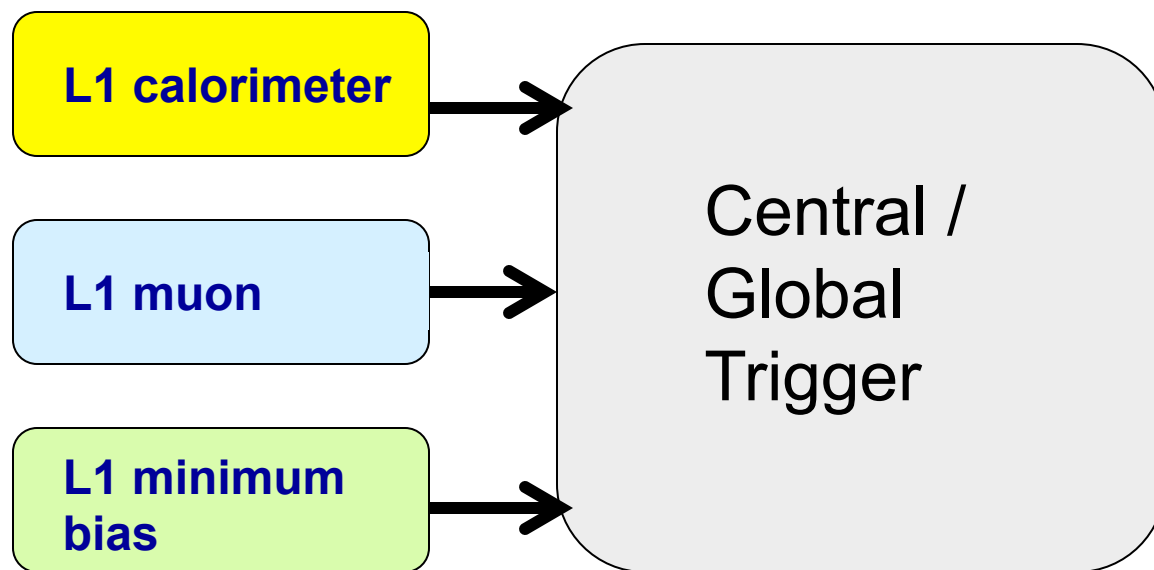 L1 calorimeter
L1 muon
L1 minimum
bias
Central /
Global
Trigger